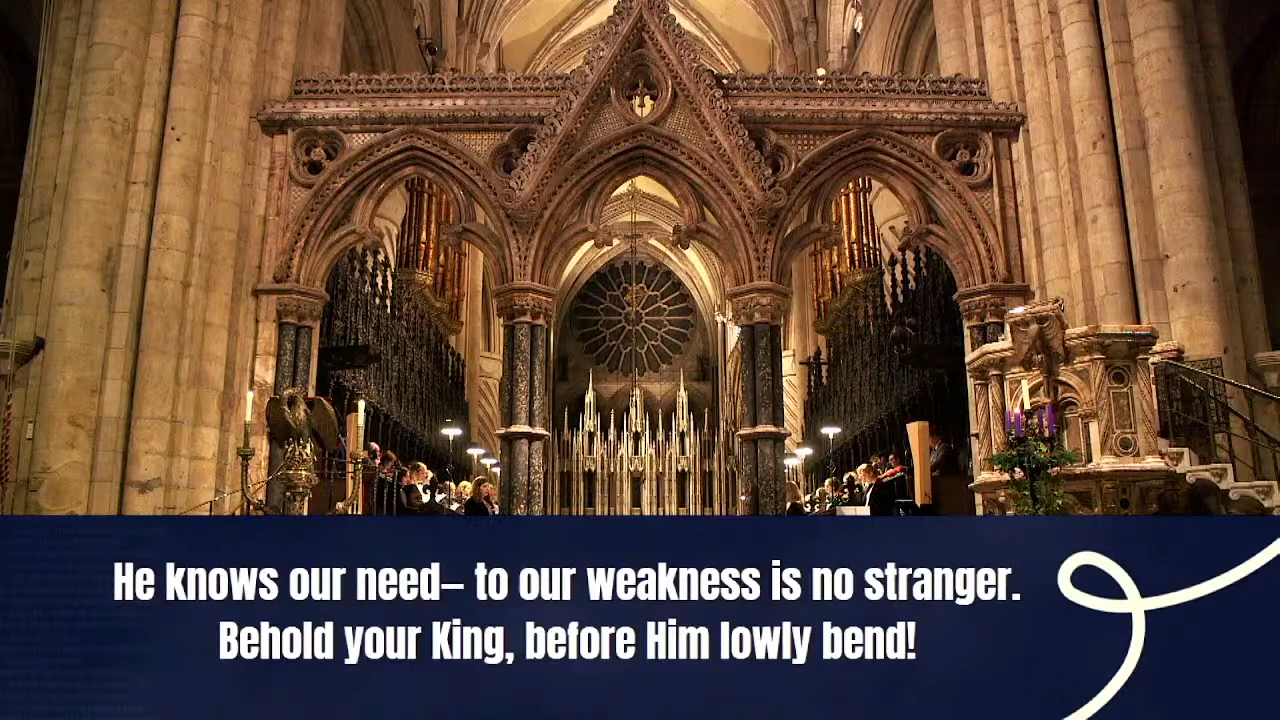 He knows our need– to our weakness is no stranger.
Behold your King, before Him lowly bend!